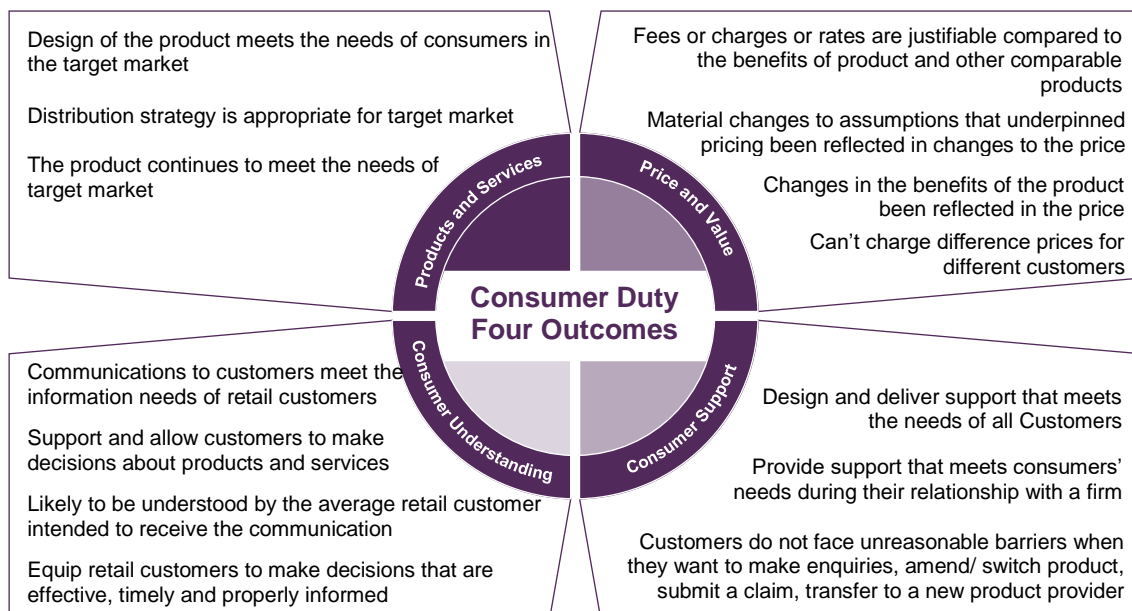 Design of the product meets the needs of consumers in
the target market
Distribution strategy is appropriate for target market
The product continues to meet the needs of
target market
Fees or charges or rates are justifiable compared to
the benefits of product and other comparable
products
Material changes to assumptions that underpinned
pricing been reflected in changes to the price
Changes in the benefits of the product
been reflected in the price
Can't charge difference prices for
different customers
Products and Services
Price and Value
Consumer Duty
Four Outcomes
Consumer Understanding
Consumer Support
Communications to customers meet the
information needs of retail customers
Support and allow customers to make
decisions about products and services
Likely to be understood by the average retail customer
intended to receive the communication
Equip retail customers to make decisions that are
effective, timely and properly informed
Design and deliver support that meets
the needs of all Customers
Provide support that meets consumers'
needs during their relationship with a firm
Customers do not face unreasonable barriers when
they want to make enquiries, amend/ switch product,
submit a claim, transfer to a new product provider